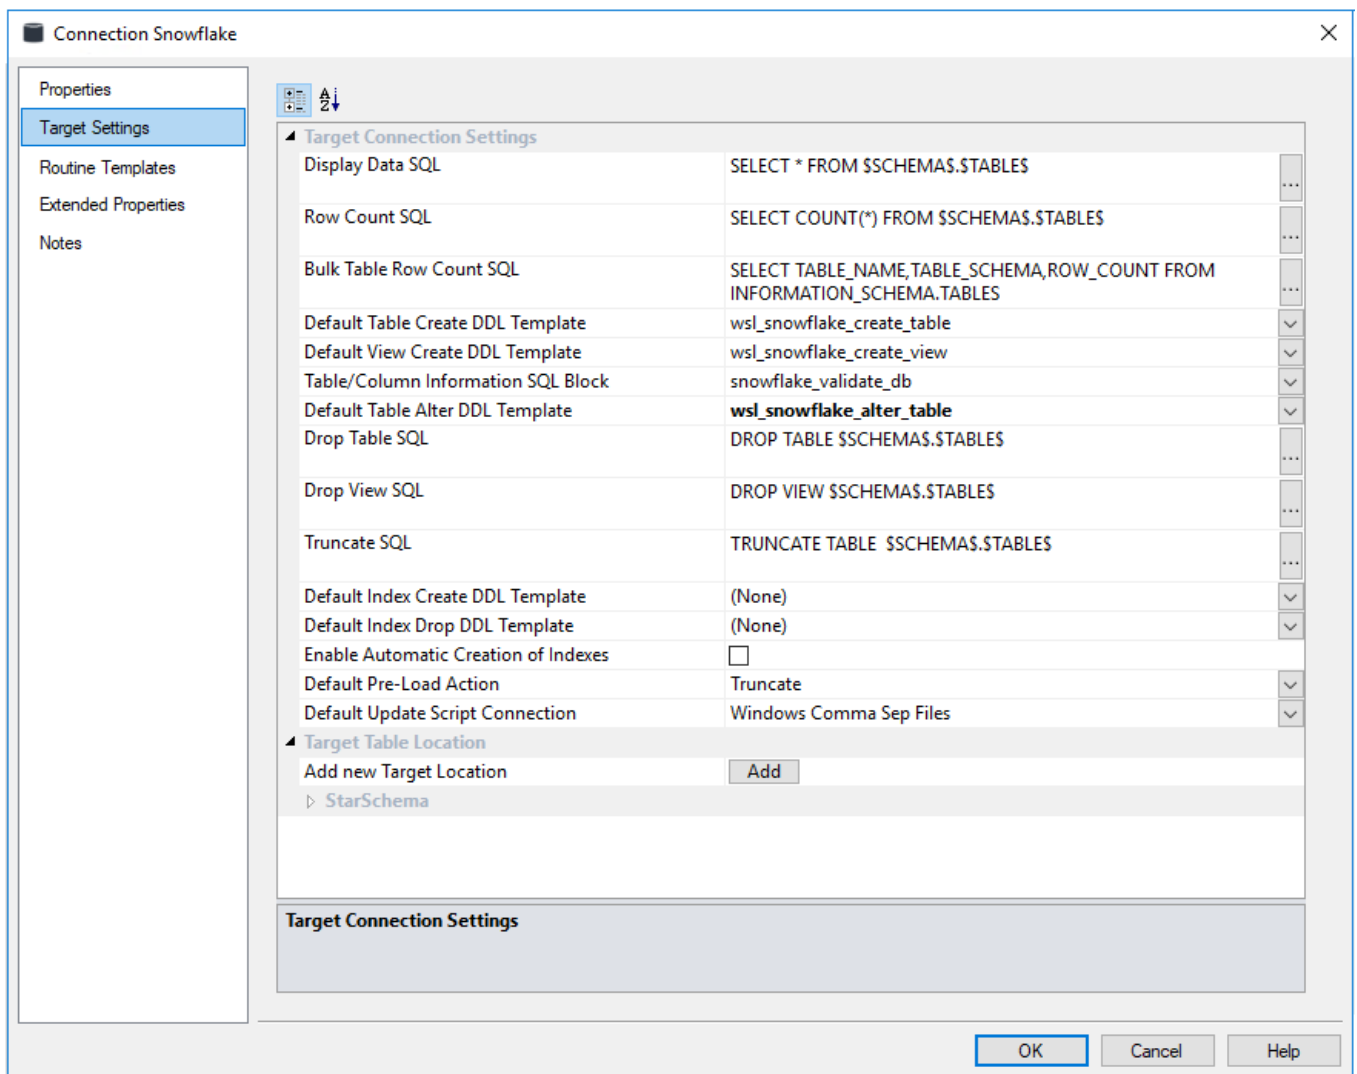 Connection Snowflake
Properties
Target Settings
Routine Templates
Extended Properties
Notes
Target Connection Settings
Display Data SQL SELECT * FROM $SCHEMA$.$TABLE$
...
Row Count SQL SELECT COUNT(*) FROM $SCHEMA$.$TABLE$
...
Bulk Table Row Count SQL SELECT TABLE_NAME,TABLE_SCHEMA,ROW_COUNT FROM
INFORMATION_SCHEMA.TABLES
...
Default Table Create DDL Template wsl_snowflake_create_table
Default View Create DDL Template wsl_snowflake_create_view
Table/Column Information SQL Block snowflake_validate_db
Default Table Alter DDL Template wsl_snowflake_alter_table
Drop Table SQL DROP TABLE $SCHEMA$.$TABLE$
...
Drop View SQL DROP VIEW $SCHEMA$.$TABLE$
...
Truncate SQL TRUNCATE TABLE  $SCHEMA$.$TABLE$
...
Default Index Create DDL Template (None)
Default Index Drop DDL Template (None)
Enable Automatic Creation of Indexes
Default Pre-Load Action Truncate
Default Update Script Connection Windows Comma Sep Files
Target Table Location
Add new Target Location Add
StarSchema
Target Connection Settings
OK Cancel Help